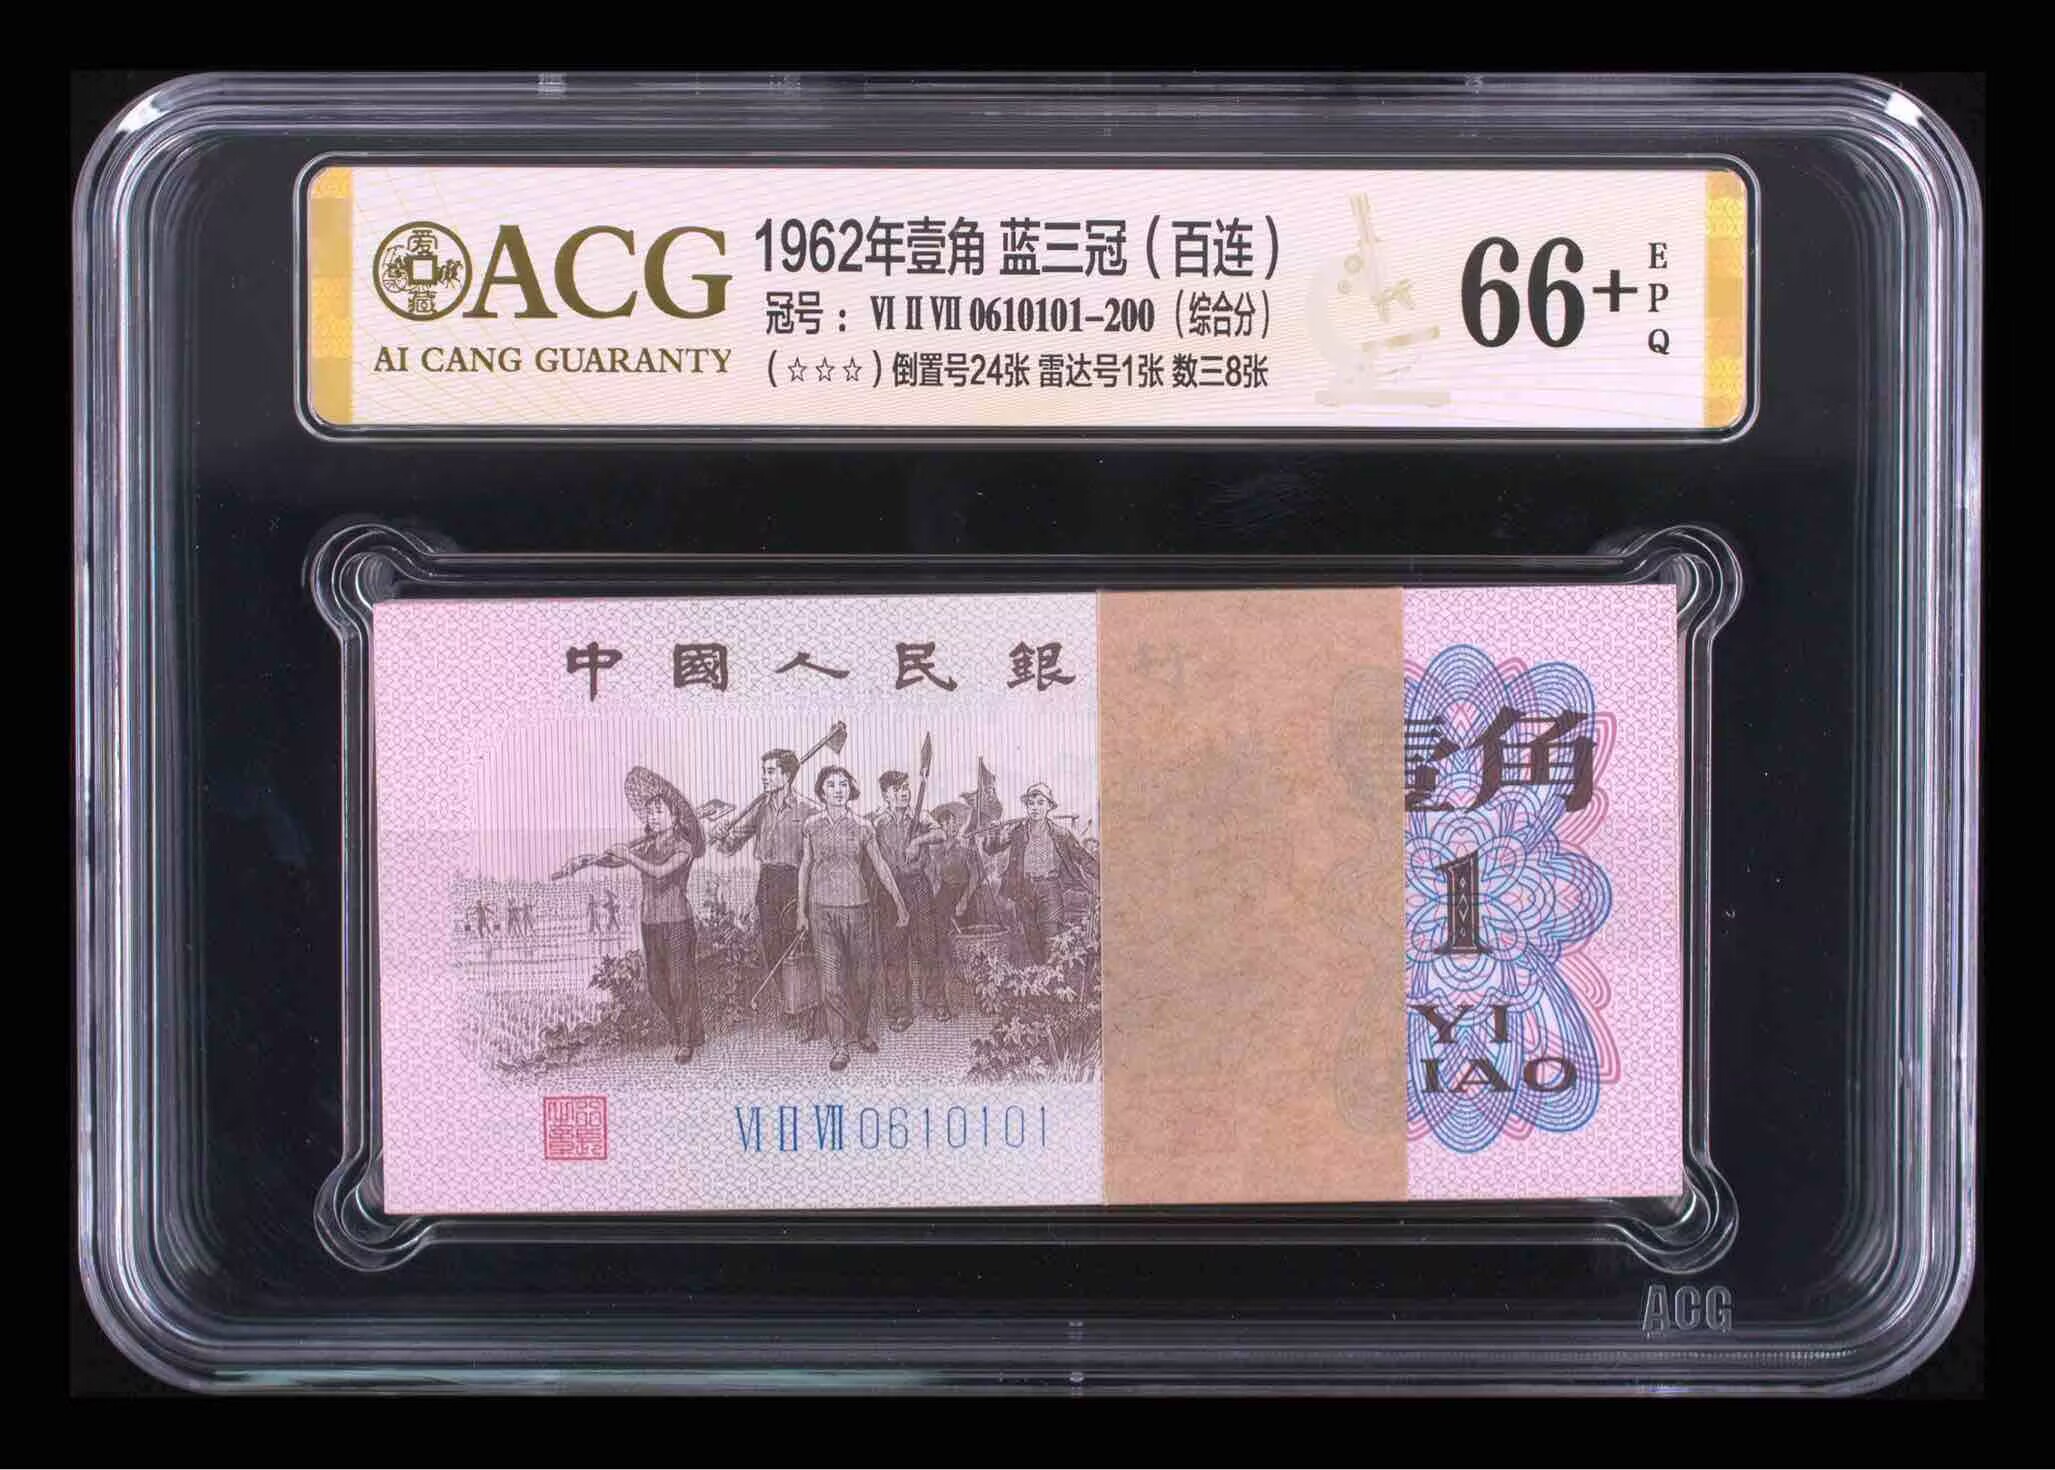 ACG
AI CANG GUARANTY
1962年壹角 蓝三冠（百连）
冠号：Ⅵ Ⅱ Ⅶ 0610101-200（综合分）
（☆☆☆）倒置号24张 雷达号1张 数三8张
66+
EPQ
中國人民銀行
壹角
1
YI
IAO
Ⅵ Ⅱ Ⅶ 0610101
ACG